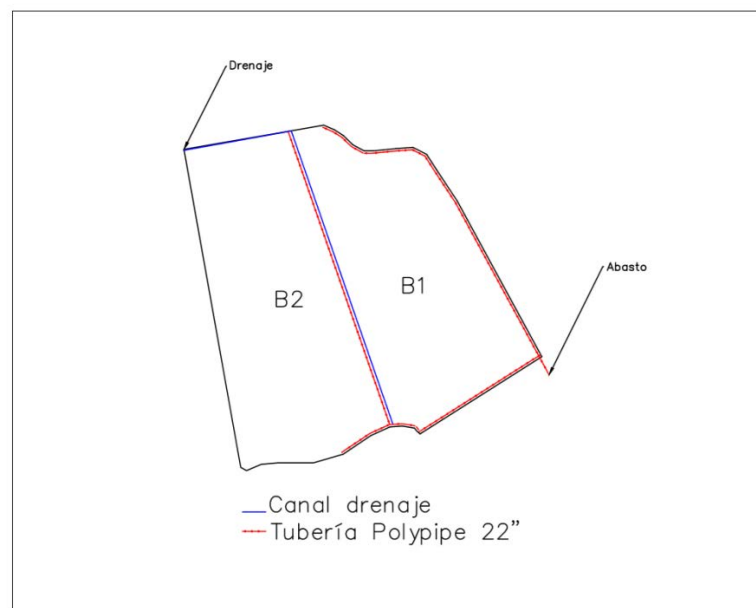 Drenaje
Abasto
B1
B2
Canal drenaje
Tubería Polypipe 22”